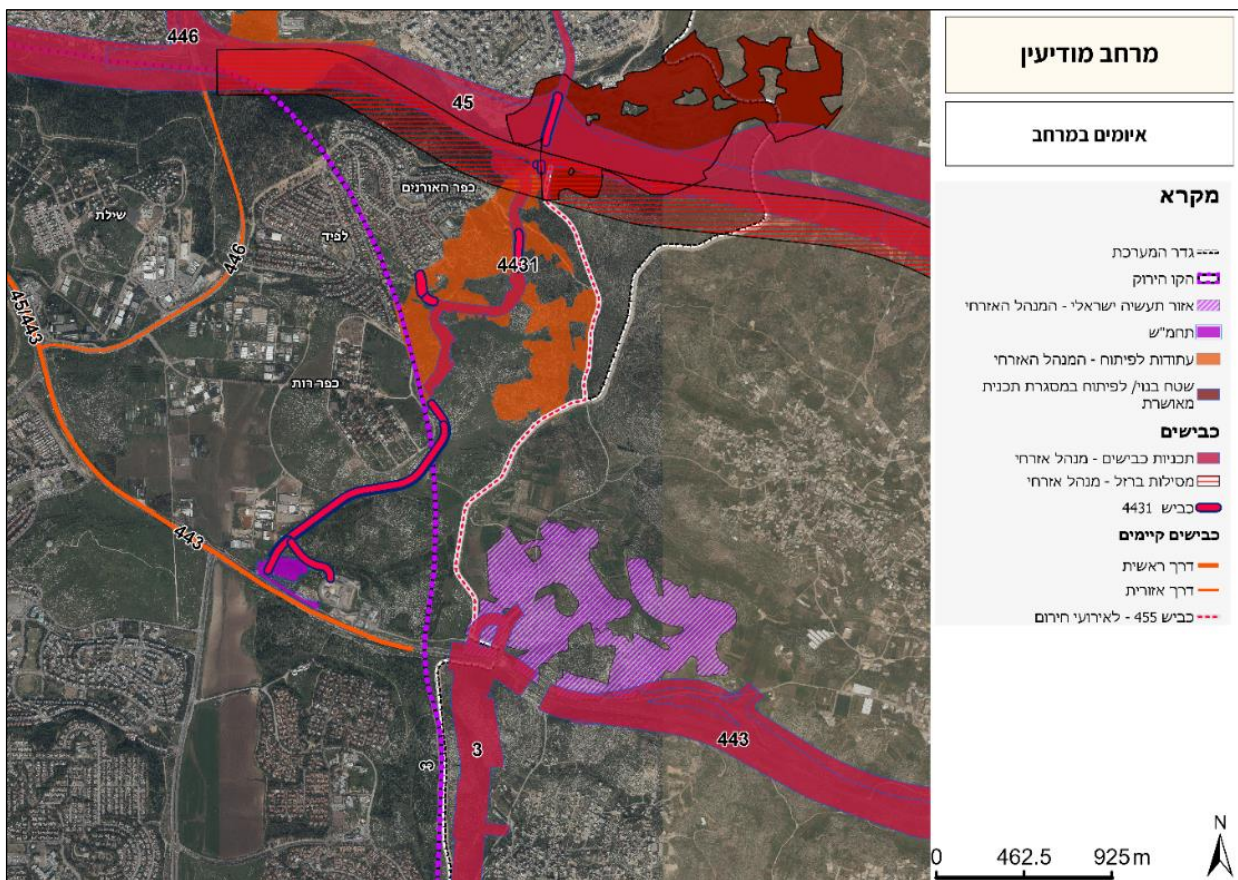 מרחב מודיעין
איומים במרחב
מקרא
גדר המערכת
הקו הירוק
אזור תעשיה ישראלי - המנהל האזרחי
תחמ"ש
עתודות לפיתוח - המנהל האזרחי
שטח בנוי/ לפיתוח במסגרת תכנית
מאושרת
כבישים
תכניות כבישים - מנהל אזרחי
מסילות ברזל - מנהל אזרחי
כביש 4431
כבישים קיימים
דרך ראשית
דרך אזורית
כביש 455 - לאירועי חירום
446
45
כפר האורנים
שילת
לפיד
446
4431
45/443
כפר רות
443
3
3
443
N
0 462.5 925 m